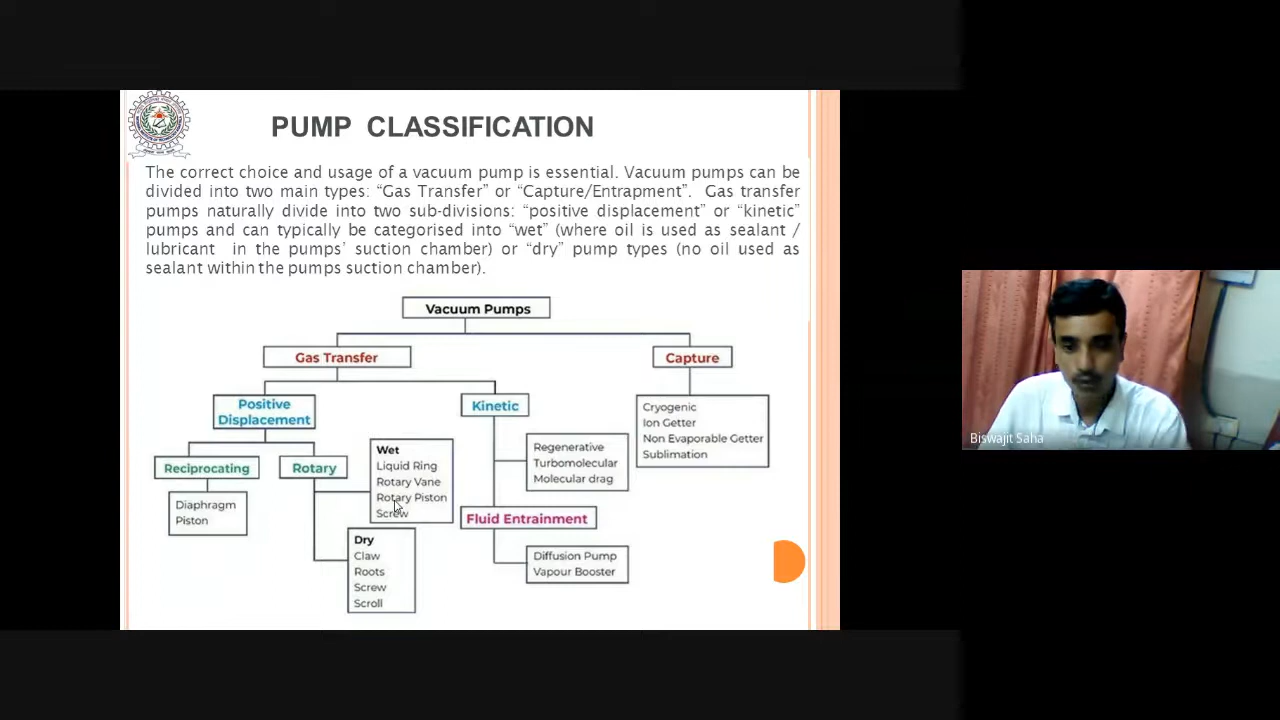 PUMP CLASSIFICATION
The correct choice and usage of a vacuum pump is essential. Vacuum pumps can be
divided into two main types: “Gas Transfer” or “Capture/Entrapment”. Gas transfer
pumps naturally divide into two sub-divisions: “positive displacement” or “kinetic”
pumps and can typically be categorised into “wet” (where oil is used as sealant /
lubricant in the pumps’ suction chamber) or “dry” pump types (no oil used as
sealant within the pumps suction chamber).
Vacuum Pumps
Gas Transfer
Capture
Positive
Displacement
Kinetic
Cryogenic
Ion Getter
Non Evaporable Getter
Sublimation
Reciprocating
Rotary
Diaphragm
Piston
Wet
Liquid Ring
Rotary Vane
Rotary Piston
Screw
Dry
Claw
Roots
Screw
Scroll
Regenerative
Turbomolecular
Molecular drag
Fluid Entrainment
Diffusion Pump
Vapour Booster
Biswajit Saha